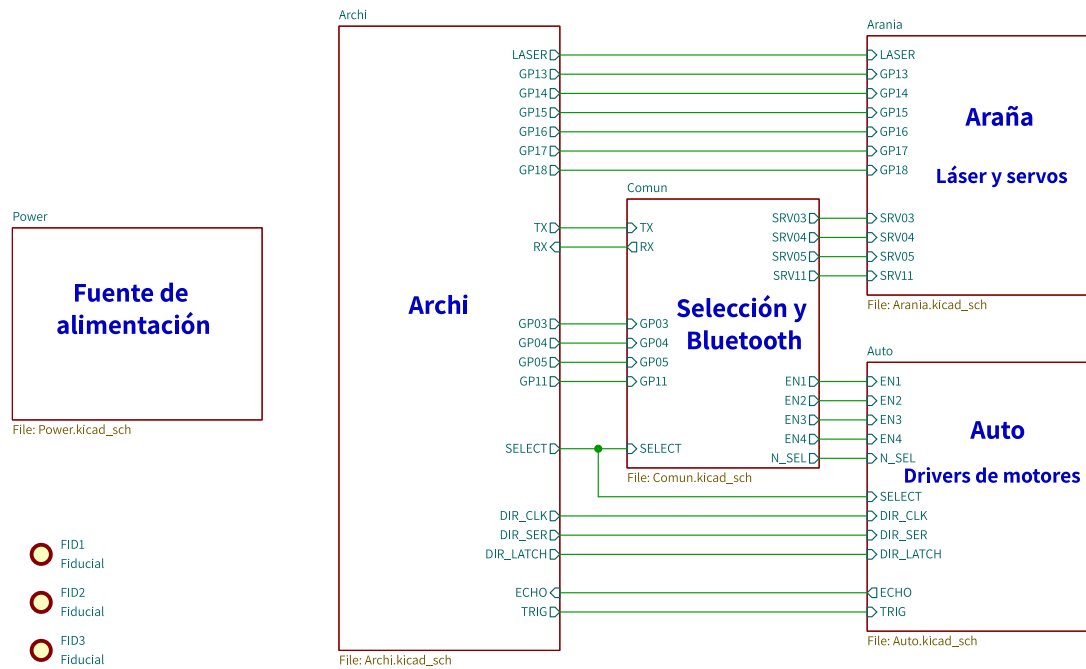 Power
Fuente de
alimentación
File: Power.kicad_sch
FID1
Fiducial
FID2
Fiducial
FID3
Fiducial
Archi
LASER
GP13
GP14
GP15
GP16
GP17
GP18
TX
RX
Archi
GP03
GP04
GP05
GP11
SELECT
DIR_CLK
DIR_SER
DIR_LATCH
ECHO
TRIG
File: Archi.kicad_sch
Comun
TX
RX
GP03
GP04
GP05
GP11
SELECT
Selección y
Bluetooth
SRV03
SRV04
SRV05
SRV11
EN1
EN2
EN3
EN4
N_SEL
File: Comun.kicad_sch
Arania
LASER
GP13
GP14
GP15
GP16
GP17
GP18
Araña
Láser y servos
SRV03
SRV04
SRV05
SRV11
File: Arania.kicad_sch
Auto
EN1
EN2
EN3
EN4
N_SEL
Auto
Drivers de motores
SELECT
DIR_CLK
DIR_SER
DIR_LATCH
ECHO
TRIG
File: Auto.kicad_sch